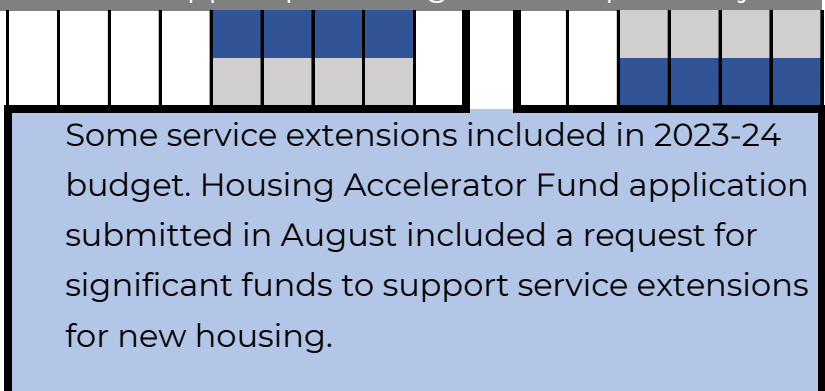 Some service extensions included in 2023-24
budget. Housing Accelerator Fund application
submitted in August included a request for
significant funds to support service extensions
for new housing.